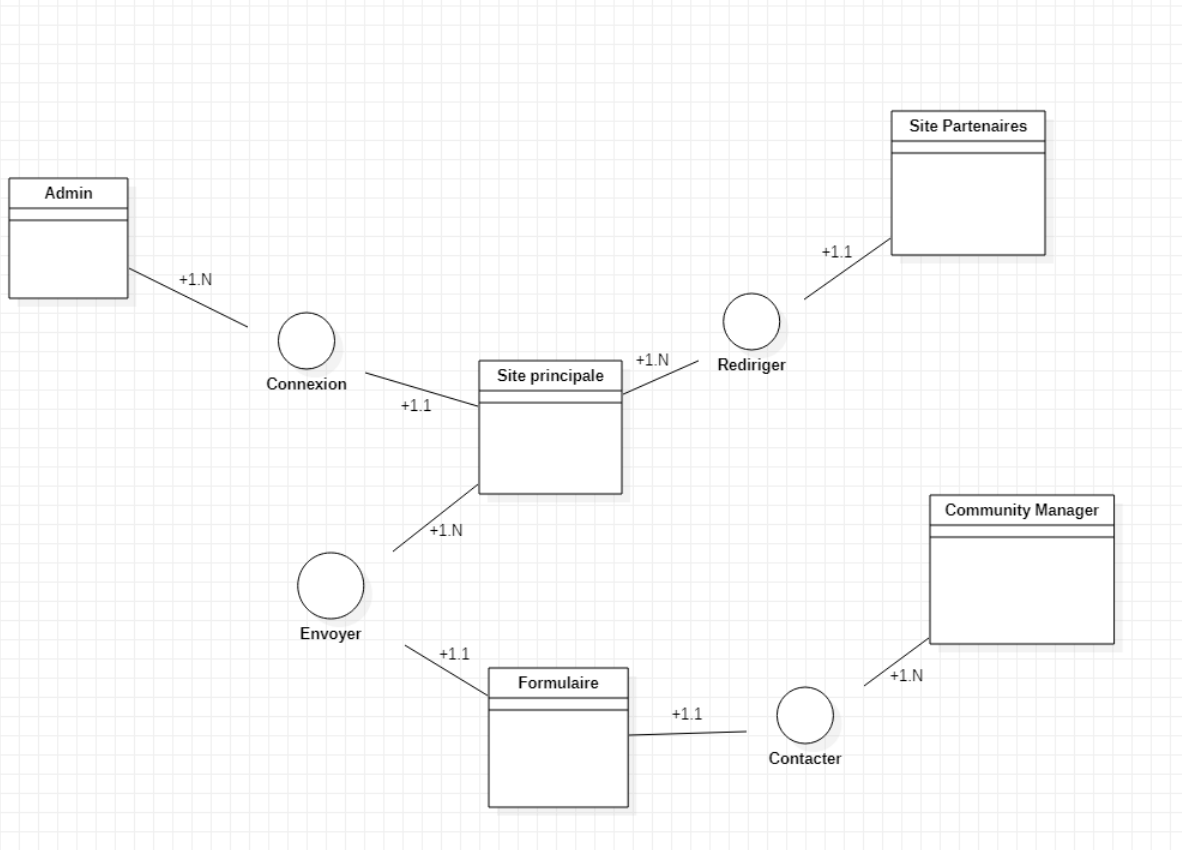 Site Partenaires
Admin
+1.1
+1.N
Rediriger
+1.N
Connexion
Site principale
+1.1
Community Manager
+1.N
Envoyer
+1.1
Formulaire
+1.N
+1.1
Contacter